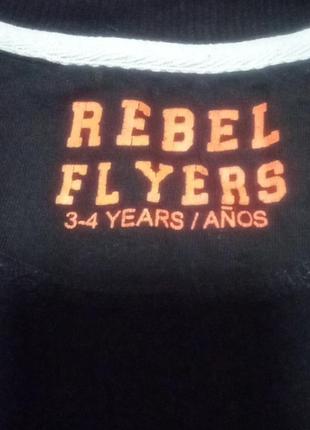 REBEL
FLYERS
3-4 YEARS / AÑOS